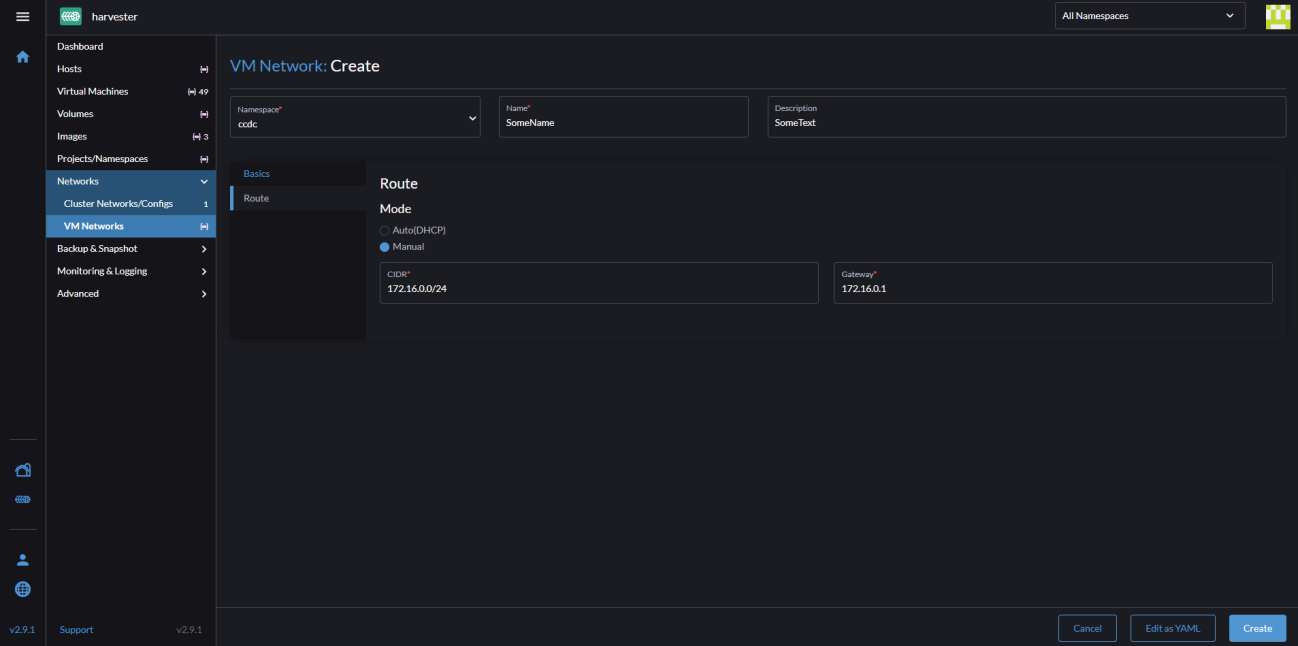 harvester
All Namespaces
Dashboard
Hosts
Virtual Machines 49
Volumes
Images 3
Projects/Namespaces
Networks
Cluster Networks/Configs 1
VM Networks
Backup & Snapshot
Monitoring & Logging
Advanced
VM Network: Create
Namespace*
ccdc
Name*
SomeName
Description
SomeText
Basics
Route
Route
Mode
Auto(DHCP)
Manual
CIDR*
172.16.0.0/24
Gateway*
172.16.0.1
v2.9.1
Support
v2.9.1
Cancel
Edit as YAML
Create